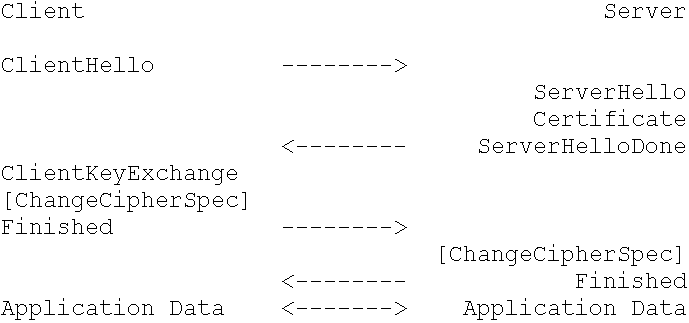 Client                                   Server

ClientHello        -------->
                                    ServerHello
                                    Certificate
                   <--------    ServerHelloDone
ClientKeyExchange
[ChangeCipherSpec]
Finished           -------->
                             [ChangeCipherSpec]
                   <--------           Finished
Application Data   <------->   Application Data